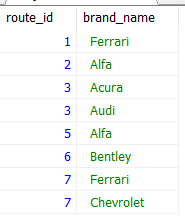 route_id brand_name
1 Ferrari
2 Alfa
3 Acura
3 Audi
5 Alfa
6 Bentley
7 Ferrari
7 Chevrolet